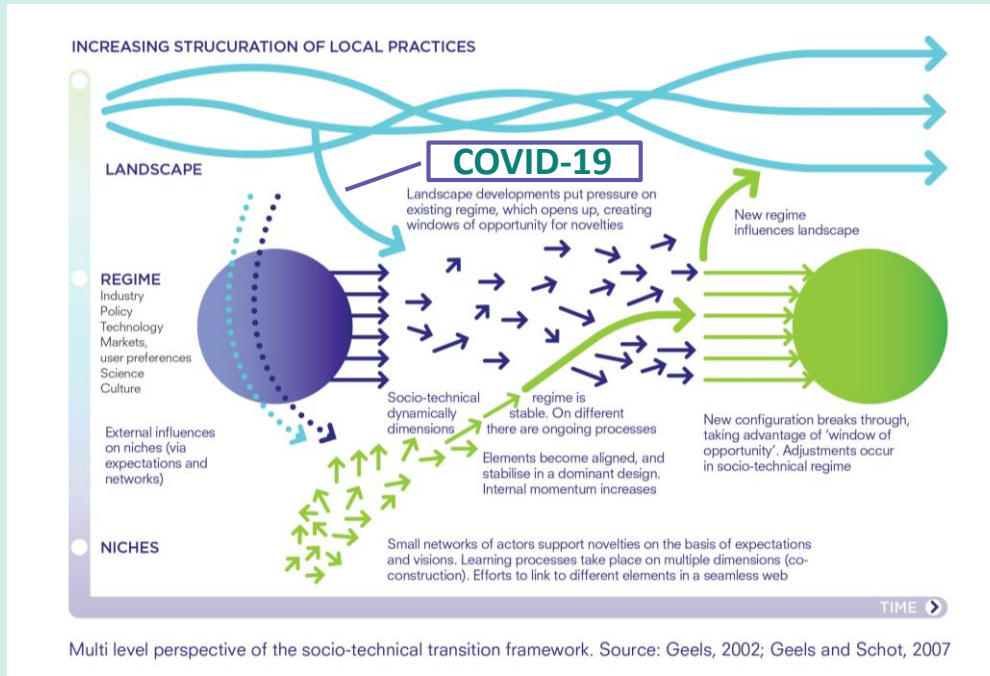 INCREASING STRUCURATION OF LOCAL PRACTICES
LANDSCAPE
COVID-19
Landscape developments put pressure on
existing regime, which opens up, creating
windows of opportunity for novelties
New regime
influences landscape
REGIME
Industry
Policy
Technology
Markets,
user preferences
Science
Culture
Socio-technical regime is
dynamically stable. On different
dimensions there are ongoing processes
External influences
on niches (via
expectations and
networks)
Elements become aligned, and
stabilise in a dominant design.
Internal momentum increases
New configuration breaks through,
taking advantage of ‘window of
opportunity’. Adjustments occur
in socio-technical regime
NICHES
Small networks of actors support novelties on the basis of expectations
and visions. Learning processes take place on multiple dimensions (co-
construction). Efforts to link to different elements in a seamless web
TIME
Multi level perspective of the socio-technical transition framework. Source: Geels, 2002; Geels and Schot, 2007